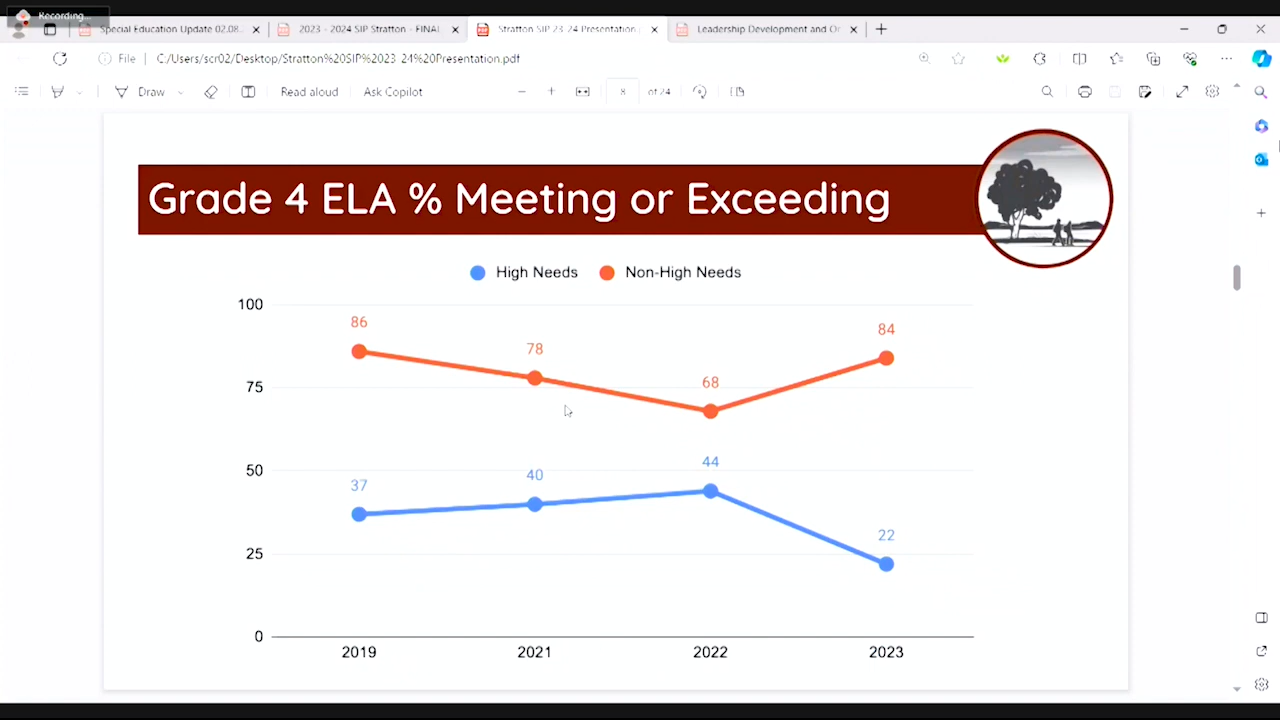 Recording...
Special Education Update 02.08...
2023 - 2024 SIP Stratton - FINAL
Stratton SIP 23-24 Presentation
Leadership Development and Or
File
C:/Users/scr02/Desktop/Stratton%20SIP%2023-24%20Presentation.pdf
Draw
Read aloud
Ask Copilot
8
of 24
Grade 4 ELA % Meeting or Exceeding
High Needs
Non-High Needs
100
86
84
78
75
68
50
44
40
37
25
22
0
2019
2021
2022
2023